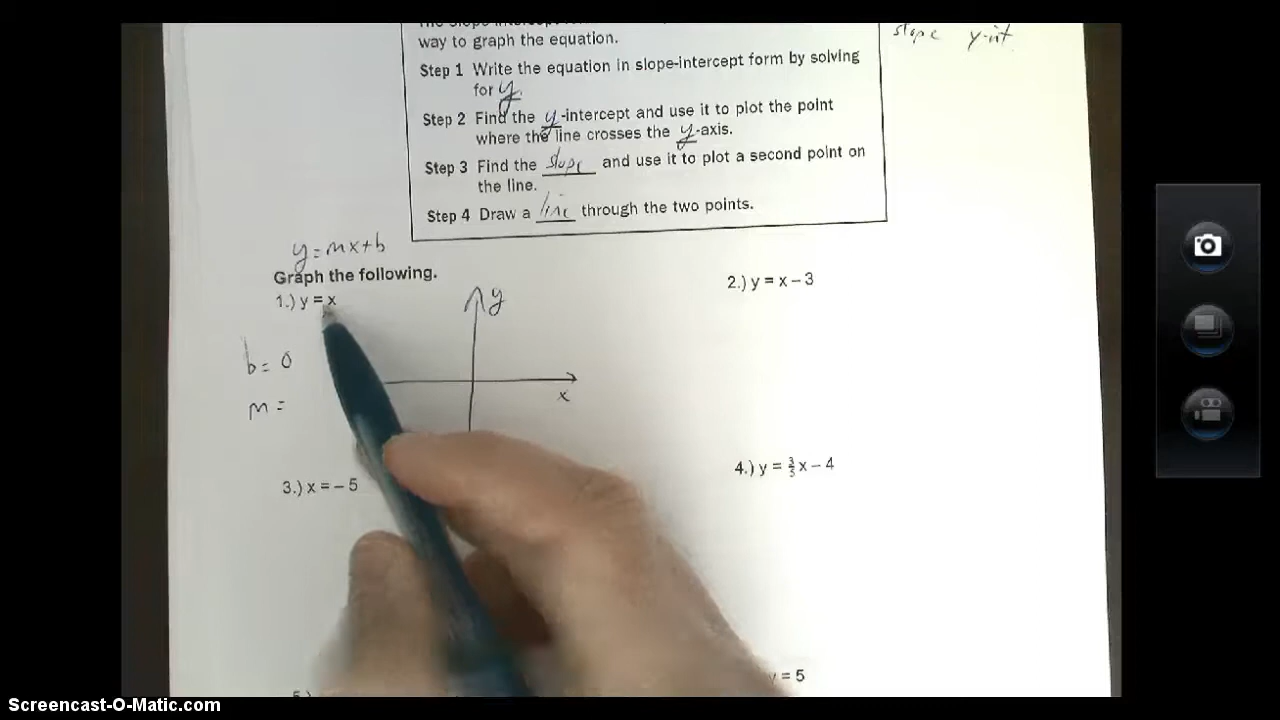 way to graph the equation.
slope y-int
Step 1 Write the equation in slope-intercept form by solving
for y.
Step 2 Find the y-intercept and use it to plot the point
where the line crosses the y-axis.
Step 3 Find the slope and use it to plot a second point on
the line.
Step 4 Draw a line through the two points.
y=mx+b
Graph the following.
1.) y = x
2.) y = x – 3
y
b= 0
x
m =
3.) x = – 5
4.) y = 3/5 x – 4
y = 5
Screencast-O-Matic.com